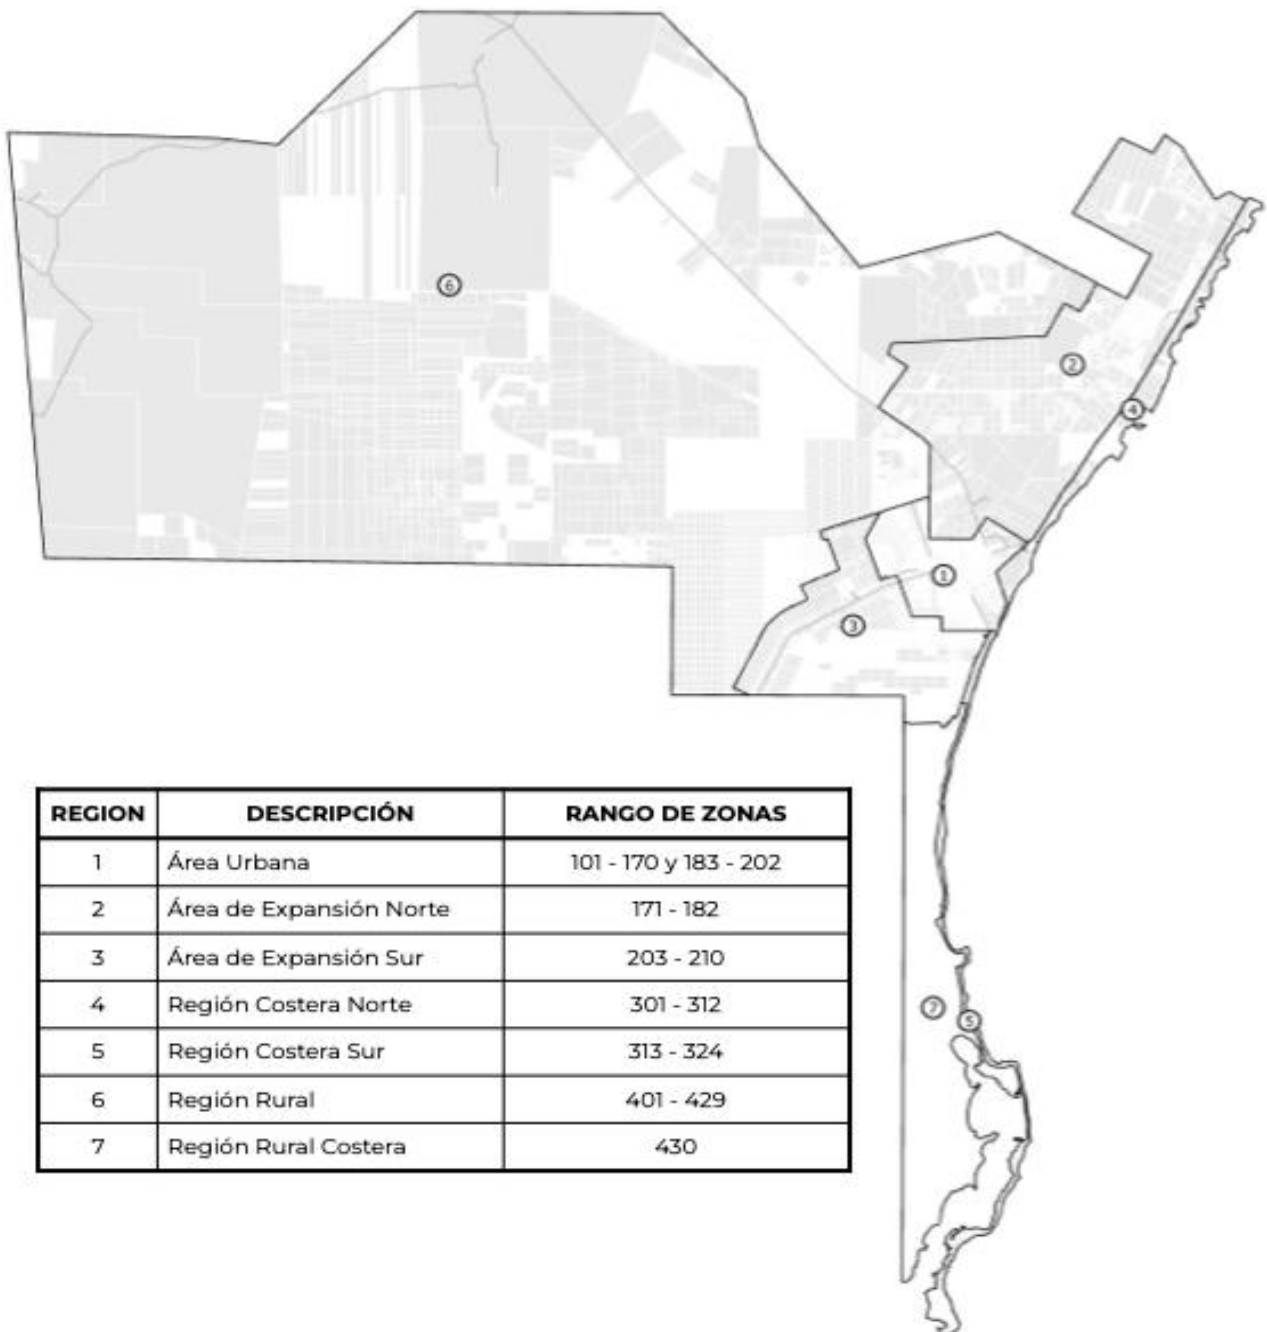 6
2
4
1
3
REGION DESCRIPCIÓN RANGO DE ZONAS
1 Área Urbana 101 - 170 y 183 - 202
2 Área de Expansión Norte 171 - 182
3 Área de Expansión Sur 203 - 210
4 Región Costera Norte 301 - 312
5 Región Costera Sur 313 - 324
6 Región Rural 401 - 429
7 Región Rural Costera 430
7
5